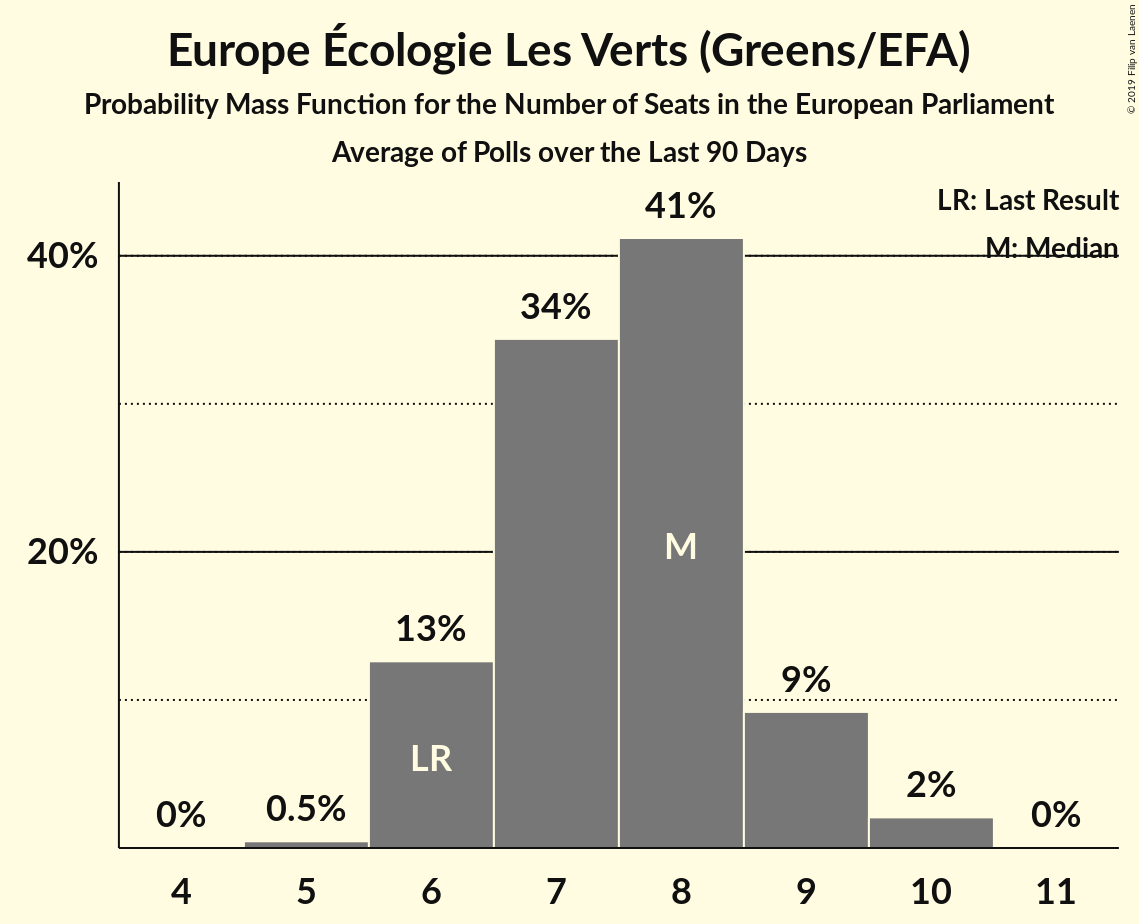 Europe Écologie Les Verts (Greens/EFA)
Probability Mass Function for the Number of Seats in the European Parliament
Average of Polls over the Last 90 Days
© 2019 Filip van Laenen
LR: Last Result
M: Median
40%
20%
0%
0.5%
13%
34%
41%
9%
2%
0%
LR
M
4 5 6 7 8 9 10 11